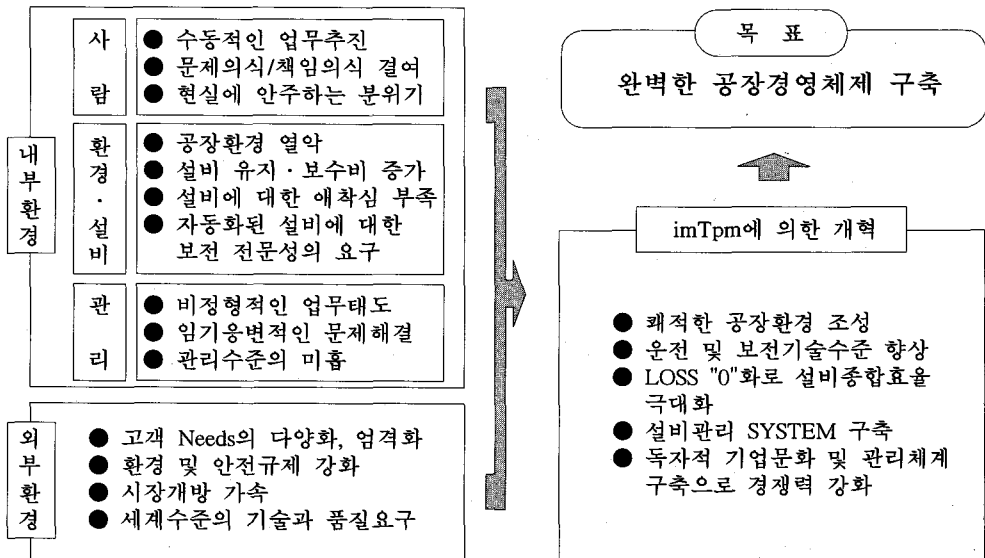 내부환경
사람
● 수동적인 업무추진
● 문제의식/책임의식 결여
● 현실에 안주하는 분위기
환경·설비
● 공장환경 열악
● 설비 유지·보수비 증가
● 설비에 대한 애착심 부족
● 자동화된 설비에 대한
보전 전문성의 요구
관리
● 비정형적인 업무태도
● 임기응변적인 문제해결
● 관리수준의 미흡
외부환경
● 고객 Needs의 다양화, 엄격화
● 환경 및 안전규제 강화
● 시장개방 가속
● 세계수준의 기술과 품질요구
목 표
완벽한 공장경영체제 구축
imTpm에 의한 개혁
● 쾌적한 공장환경 조성
● 운전 및 보전기술수준 향상
● LOSS "0"화로 설비종합효율
극대화
● 설비관리 SYSTEM 구축
● 독자적 기업문화 및 관리체계
구축으로 경쟁력 강화